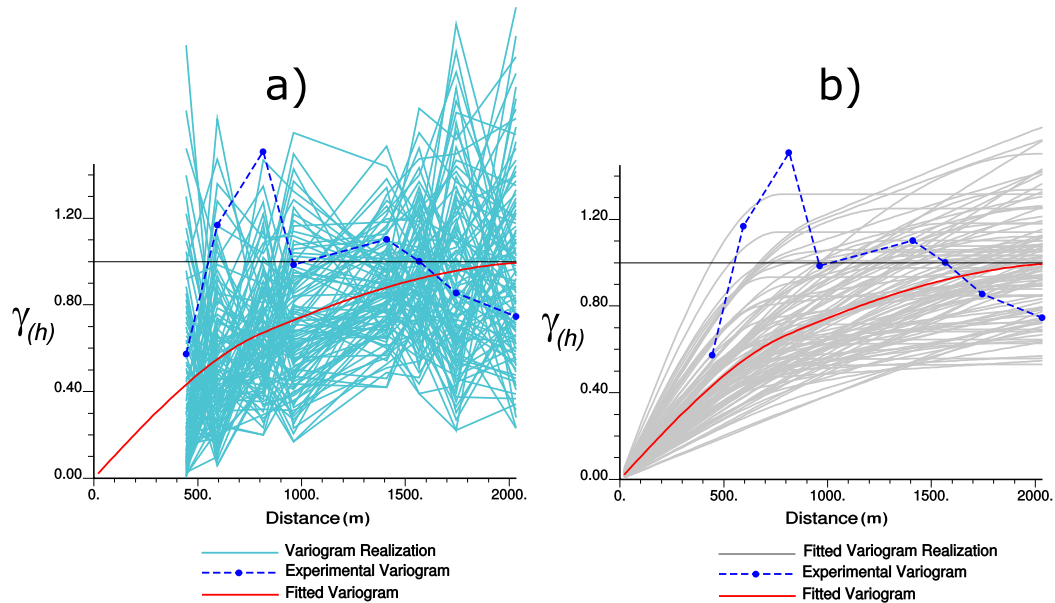 a)
1.20
0.80
0.40
0.00
γ(h)
0. 500. 1000. 1500. 2000.
Distance (m)
Variogram Realization
Experimental Variogram
Fitted Variogram
b)
1.20
0.80
0.40
0.00
γ(h)
0. 500. 1000. 1500. 2000.
Distance (m)
Fitted Variogram Realization
Experimental Variogram
Fitted Variogram